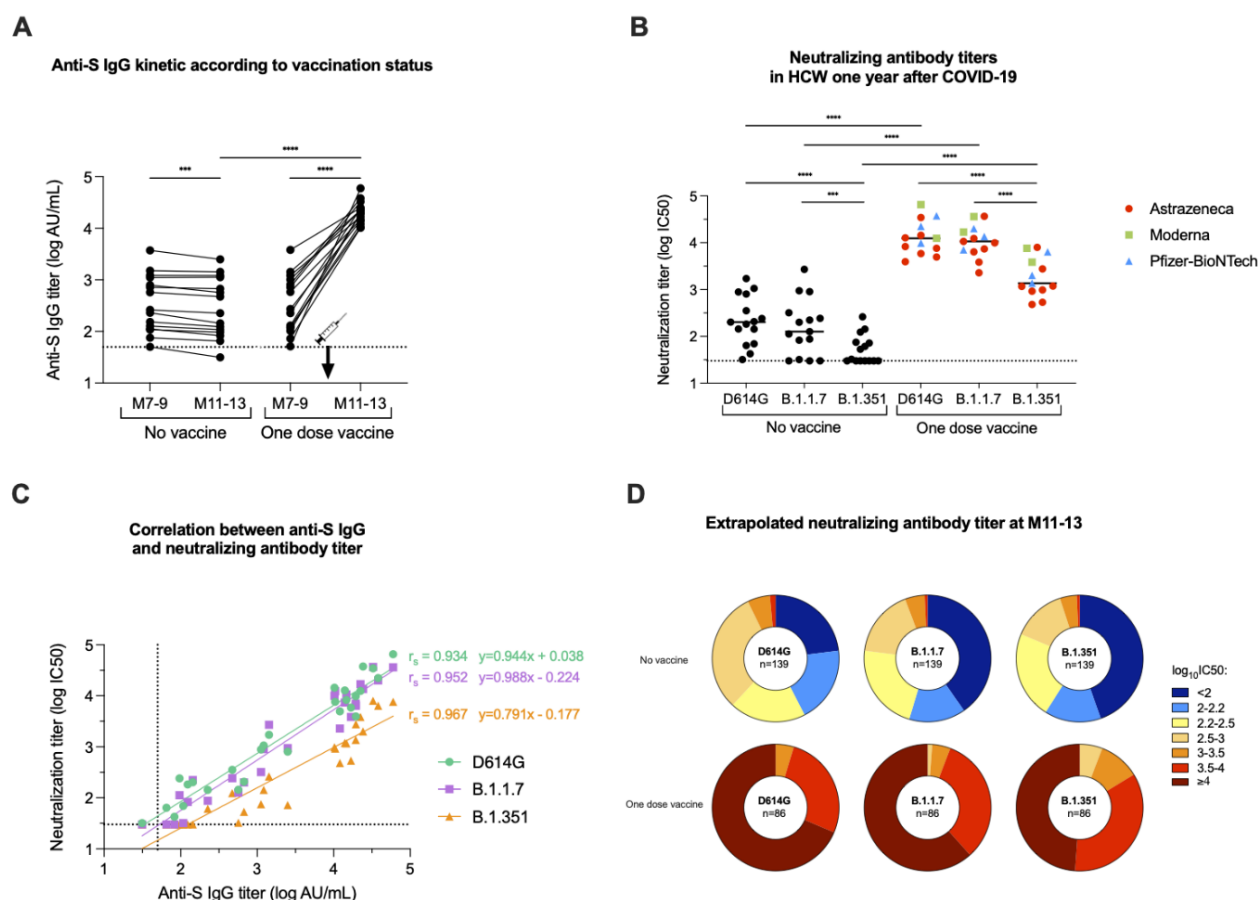 A
Anti-S IgG kinetic according to vaccination status
****
***
****
Anti-S IgG titer (log AU/mL)
5
4
3
2
1
M7-9 M11-13 M7-9 M11-13
No vaccine One dose vaccine
B
Neutralizing antibody titers
in HCW one year after COVID-19
****
****
****
**** ****
*** ****
Neutralization titer (log IC50)
5
4
3
2
1
D614G B.1.1.7 B.1.351 D614G B.1.1.7 B.1.351
No vaccine One dose vaccine
Astrazeneca
Moderna
Pfizer-BioNTech
C
Correlation between anti-S IgG
and neutralizing antibody titer
Neutralization titer (log IC50)
5
4
3
2
1
1 2 3 4 5
Anti-S IgG titer (log AU/mL)
rs = 0.934 y=0.944x + 0.038
rs = 0.952 y=0.988x - 0.224
rs = 0.967 y=0.791x - 0.177
D614G
B.1.1.7
B.1.351
D
Extrapolated neutralizing antibody titer at M11-13
No vaccine
D614G
n=139
B.1.1.7
n=139
B.1.351
n=139
One dose vaccine
D614G
n=86
B.1.1.7
n=86
B.1.351
n=86
log10IC50:
<2
2-2.2
2.2-2.5
2.5-3
3-3.5
3.5-4
≥4